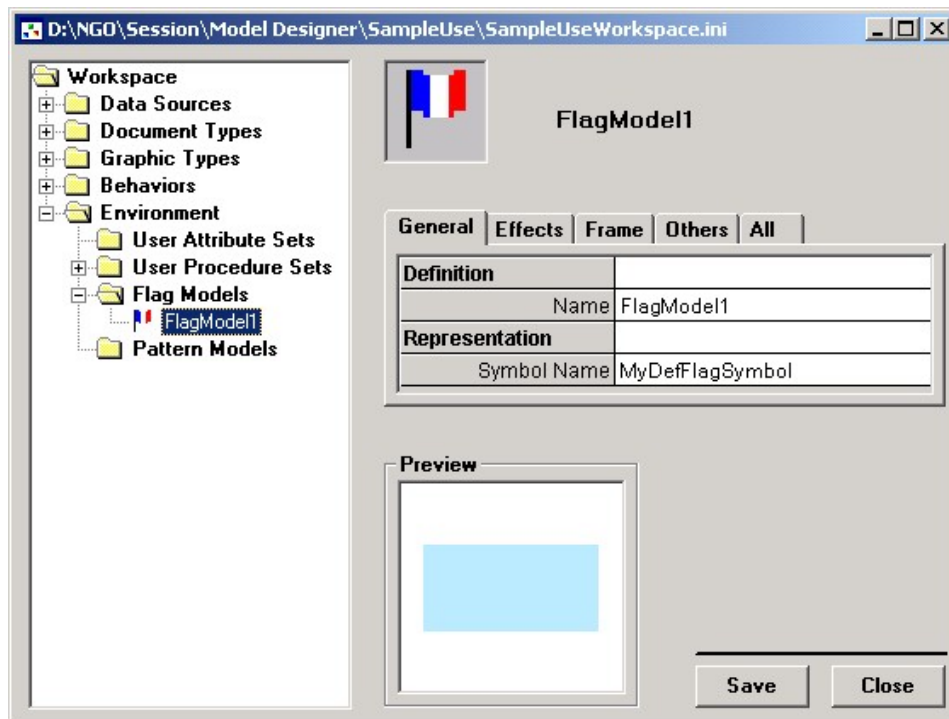 D:\NGO\Session\Model Designer\SampleUse\SampleUseWorkspace.ini
Workspace
Data Sources
Document Types
Graphic Types
Behaviors
Environment
User Attribute Sets
User Procedure Sets
Flag Models
FlagModel1
Pattern Models
FlagModel1
General Effects Frame Others All
Definition
Name FlagModel1
Representation
Symbol Name MyDefFlagSymbol
Preview
Save Close